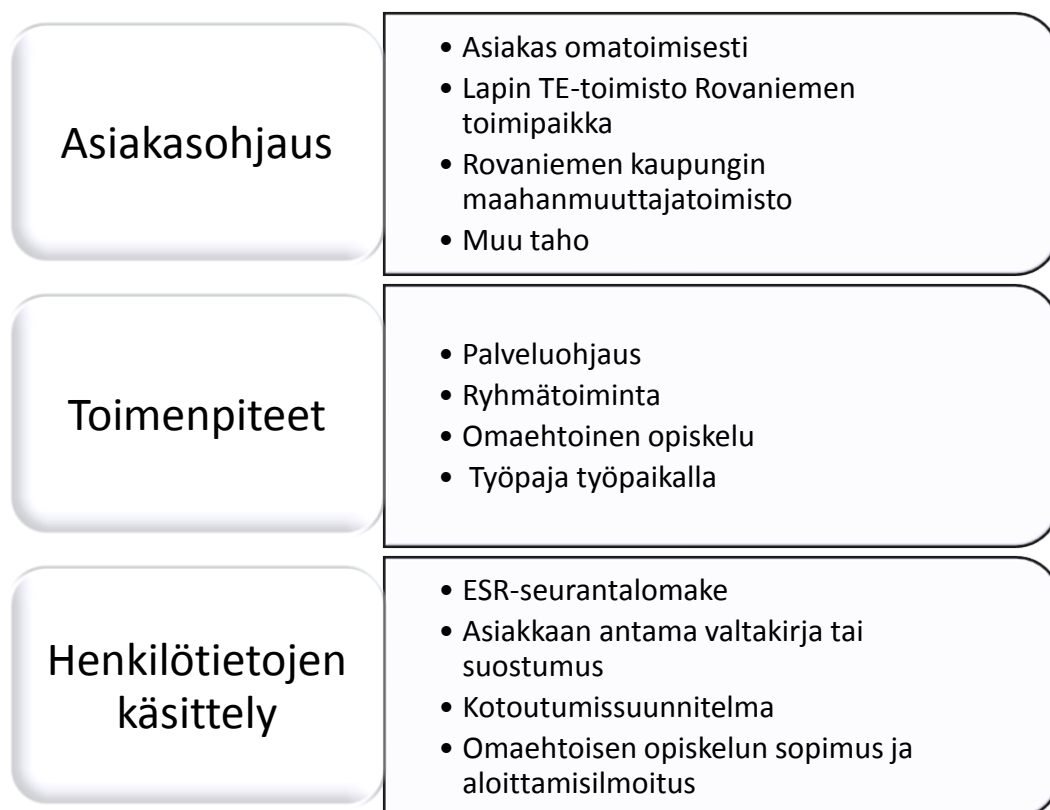 Asiakasohjaus
• Asiakas omatoimisesti
• Lapin TE-toimisto Rovaniemen
toimipaikka
• Rovaniemen kaupungin
maahanmuuttajatoimisto
• Muu taho
Toimenpiteet
• Palveluohjaus
• Ryhmätoiminta
• Omaehtoinen opiskelu
• Työpaja työpaikalla
Henkilötietojen
käsittely
• ESR-seurantalomake
• Asiakkaan antama valtakirja tai
suostumus
• Kotoutumissuunnitelma
• Omaehtoisen opiskelun sopimus ja
aloittamisilmoitus